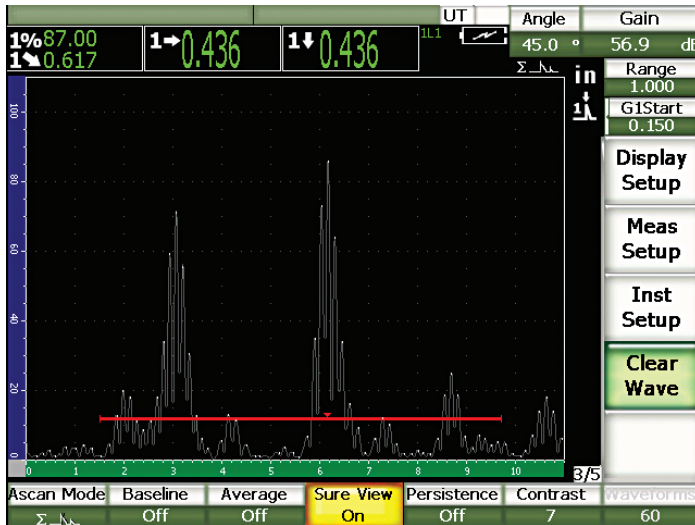 UT Angle Gain
1%87.00 1 0.436 1 0.436 1L1 45.0 ° 56.9 dB
1 0.617
in Range
1.000
1 G1Start
0.150
Display
Setup
Meas
Setup
Inst
Setup
Clear
Wave
100
80
60
40
20
0
0 1 2 3 4 5 6 7 8 9 10
3/5
Ascan Mode Baseline Average Sure View Persistence Contrast Waveforms
Off Off On Off 7 60